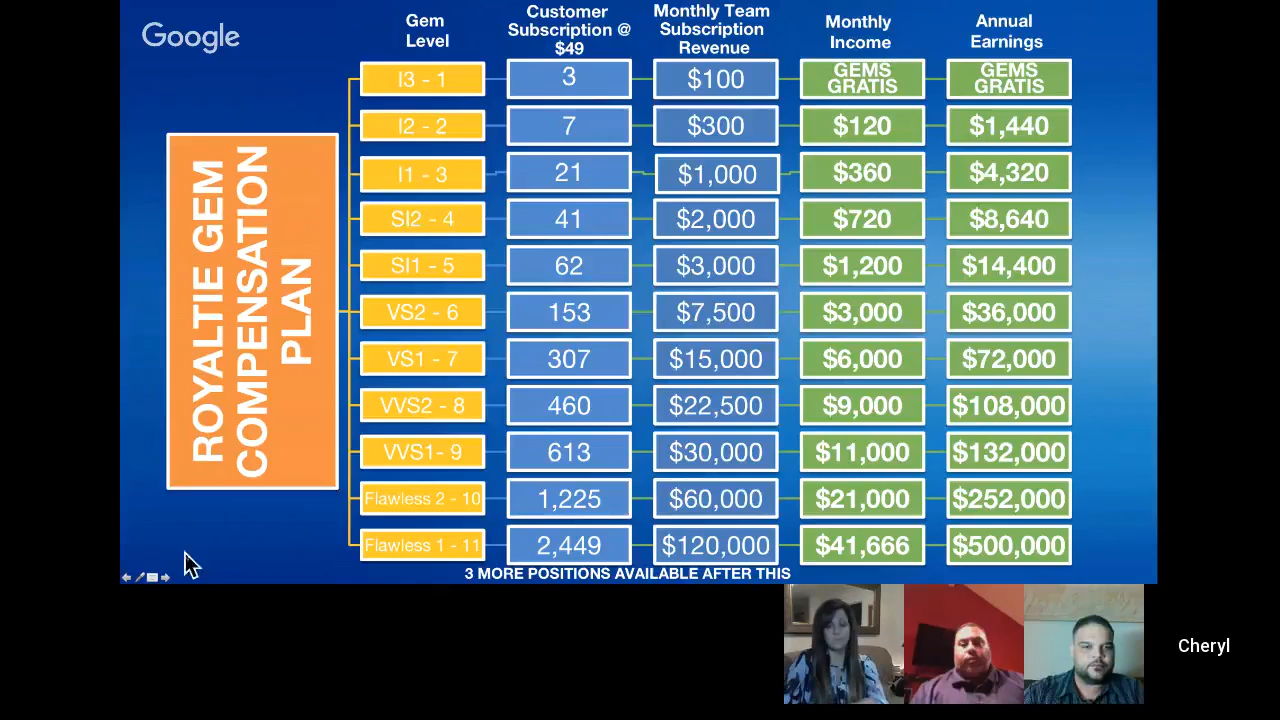 Google
Gem
Level
Customer
Subscription @
$49
Monthly Team
Subscription
Revenue
Monthly
Income
Annual
Earnings
ROYALTIE GEM
COMPENSATION
PLAN
I3 - 1 3 $100 GEMS GRATIS GEMS GRATIS
I2 - 2 7 $300 $120 $1,440
I1 - 3 21 $1,000 $360 $4,320
SI2 - 4 41 $2,000 $720 $8,640
SI1 - 5 62 $3,000 $1,200 $14,400
VS2 - 6 153 $7,500 $3,000 $36,000
VS1 - 7 307 $15,000 $6,000 $72,000
VVS2 - 8 460 $22,500 $9,000 $108,000
VVS1- 9 613 $30,000 $11,000 $132,000
Flawless 2 - 10 1,225 $60,000 $21,000 $252,000
Flawless 1 - 11 2,449 $120,000 $41,666 $500,000
3 MORE POSITIONS AVAILABLE AFTER THIS
Cheryl